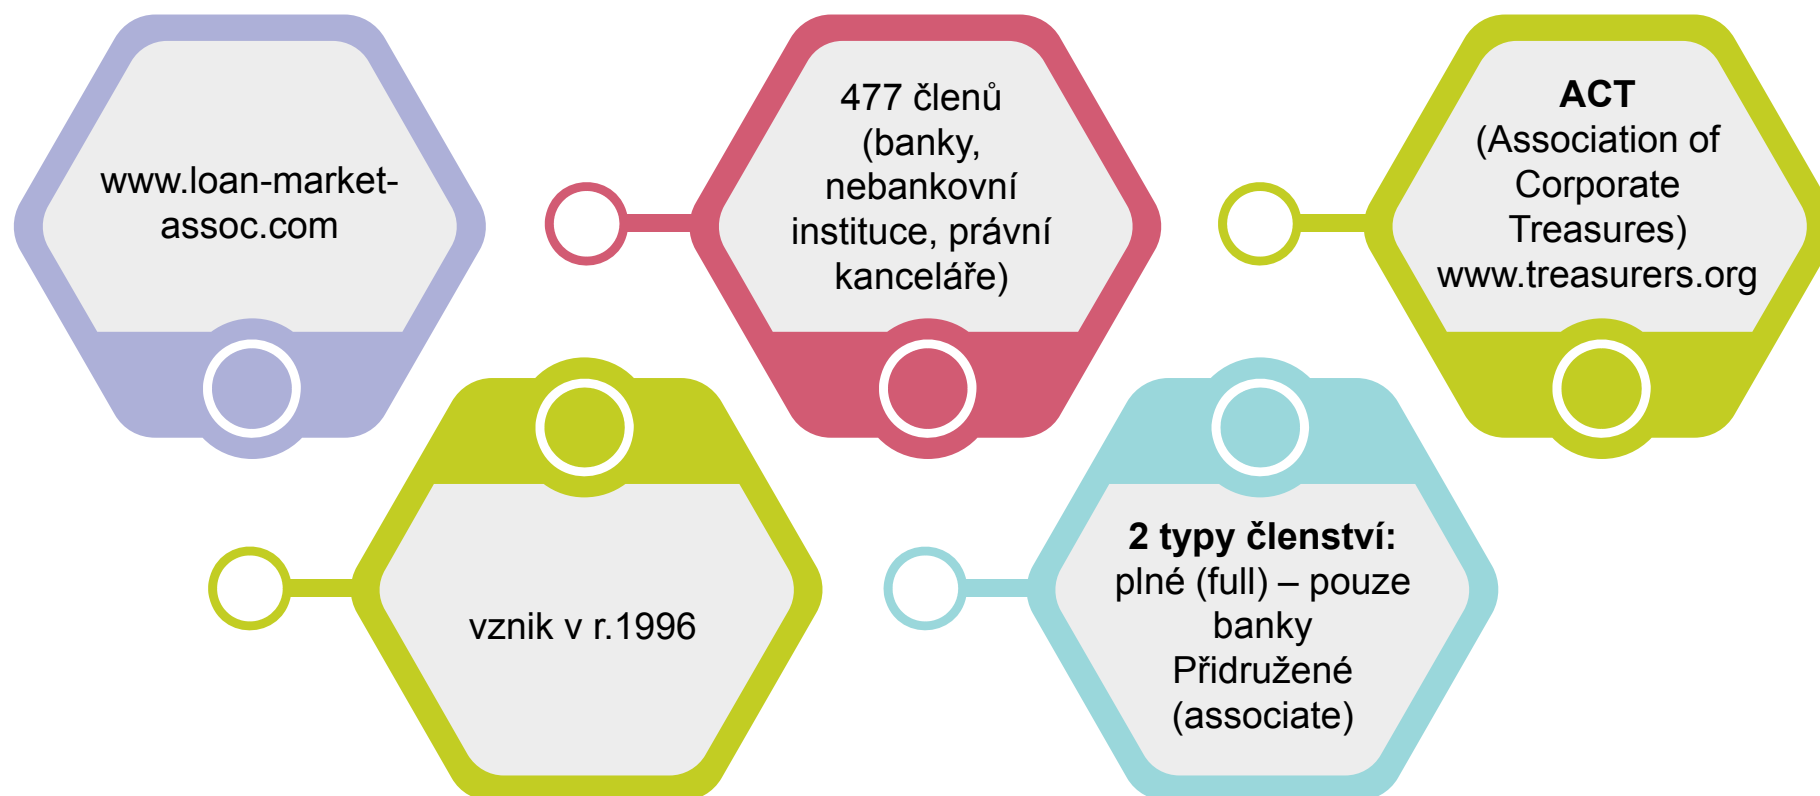 www.loan-market-
assoc.com
vznik v r.1996
477 členů
(banky,
nebankovní
instituce, právní
kanceláře)
2 typy členství:
plné (full) – pouze
banky
Přidružené
(associate)
ACT
(Association of
Corporate
Treasures)
www.treasurers.org